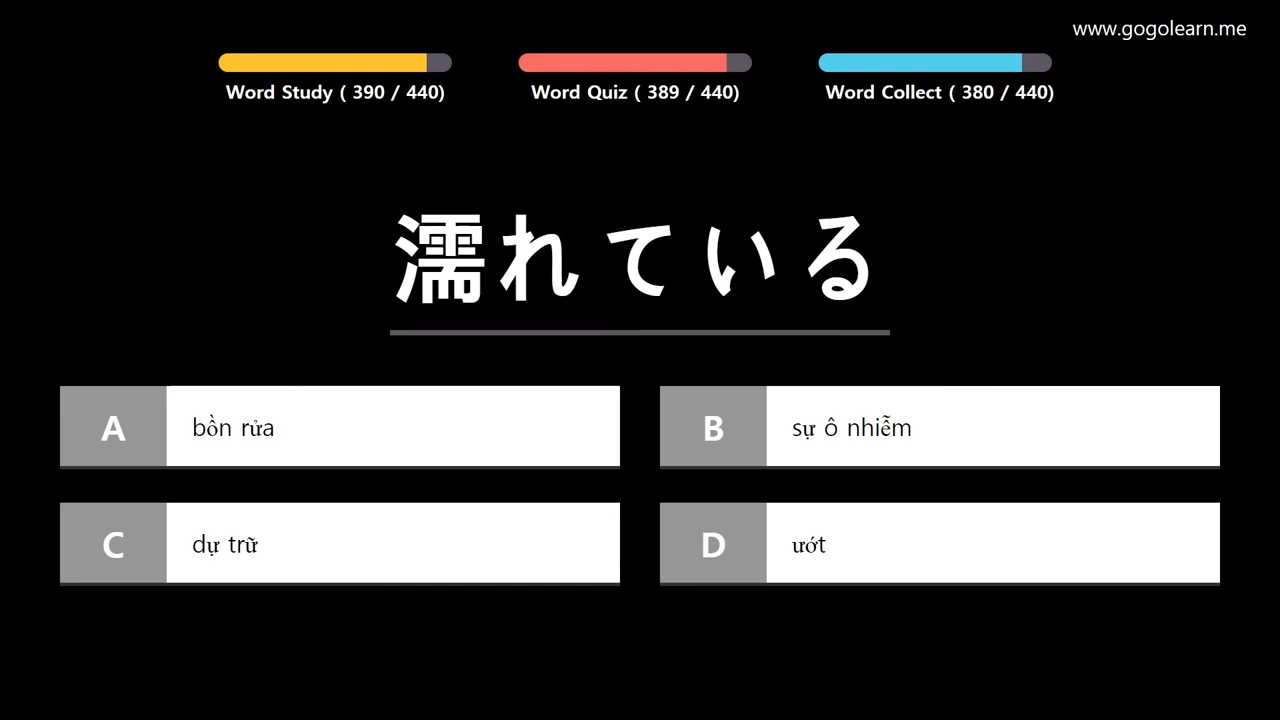 www.gogolearn.me
Word Study ( 390 / 440)
Word Quiz ( 389 / 440)
Word Collect ( 380 / 440)
濡れている
A
bồn rửa
B
sự ô nhiễm
C
dự trữ
D
ướt